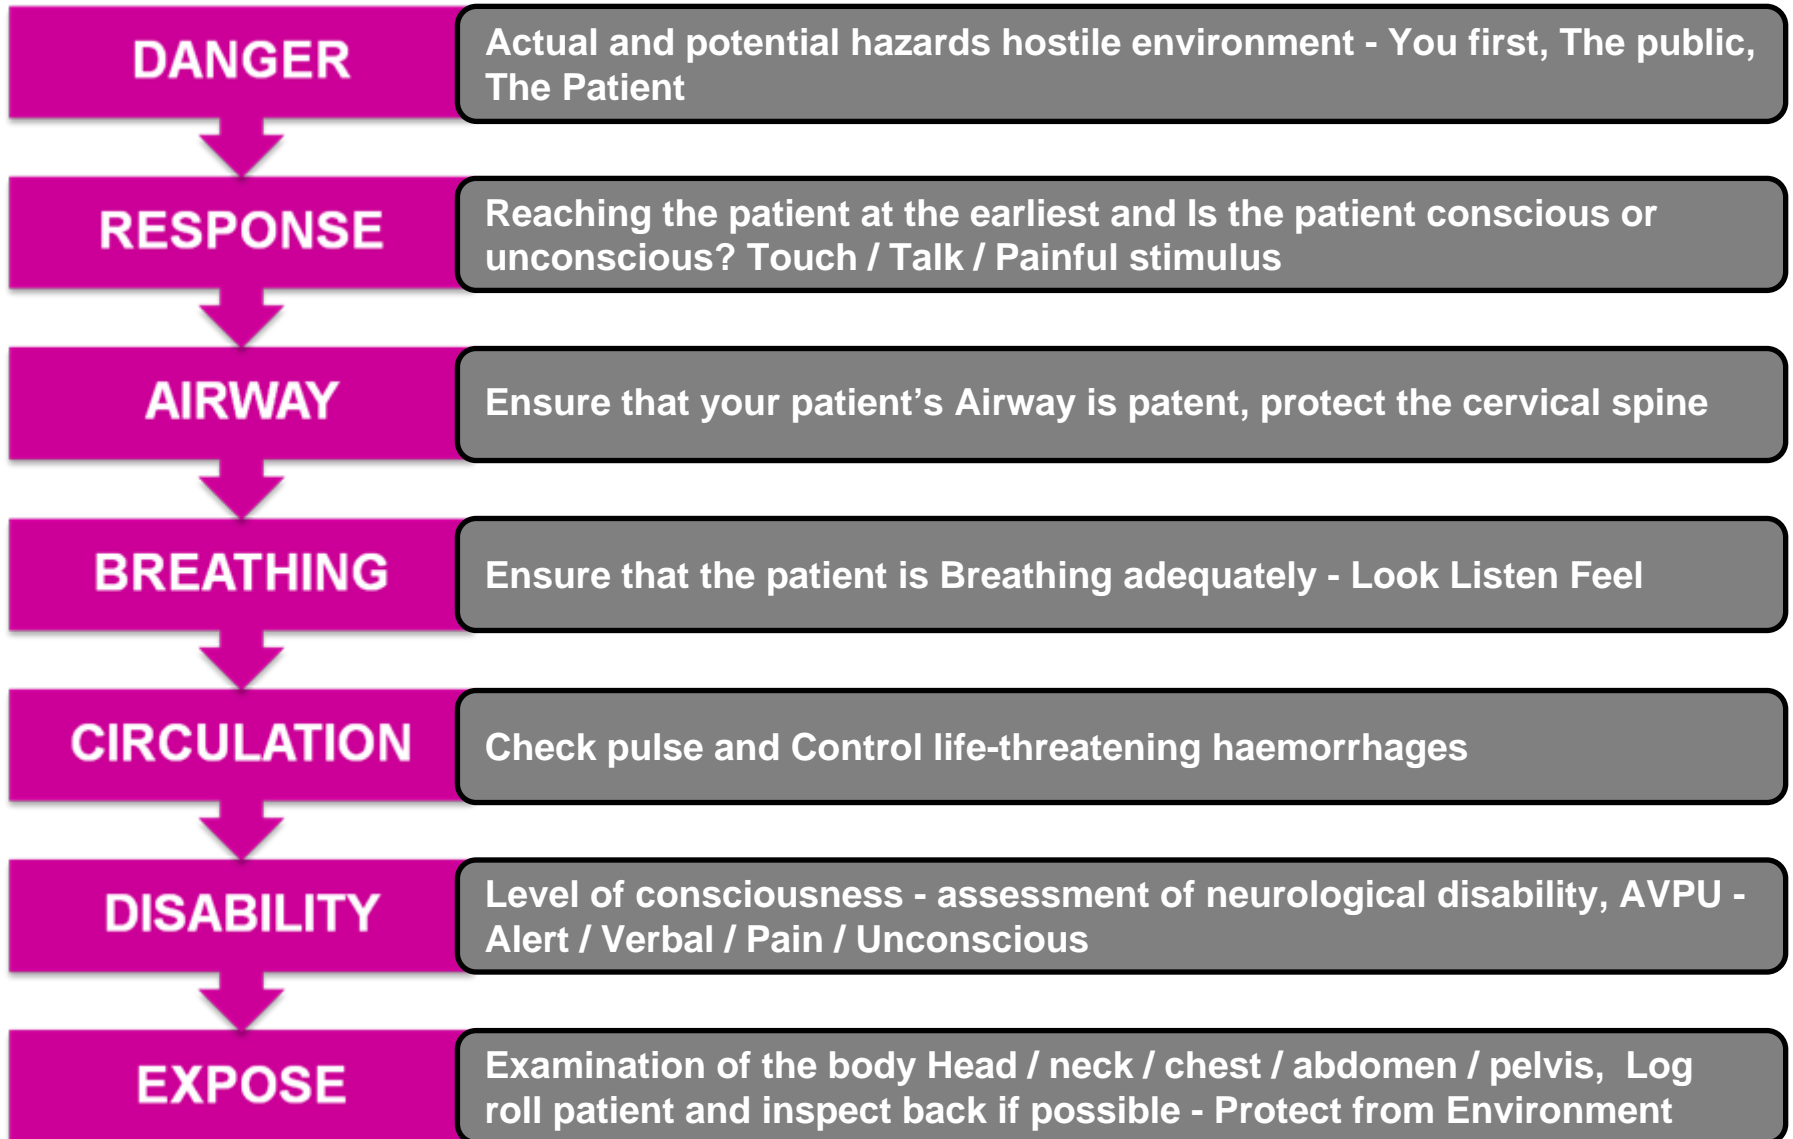 DANGER
Actual and potential hazards hostile environment - You first, The public,
The Patient
RESPONSE
Reaching the patient at the earliest and Is the patient conscious or
unconscious? Touch / Talk / Painful stimulus
AIRWAY
Ensure that your patient’s Airway is patent, protect the cervical spine
BREATHING
Ensure that the patient is Breathing adequately - Look Listen Feel
CIRCULATION
Check pulse and Control life-threatening haemorrhages
DISABILITY
Level of consciousness - assessment of neurological disability, AVPU -
Alert / Verbal / Pain / Unconscious
EXPOSE
Examination of the body Head / neck / chest / abdomen / pelvis,  Log
roll patient and inspect back if possible - Protect from Environment